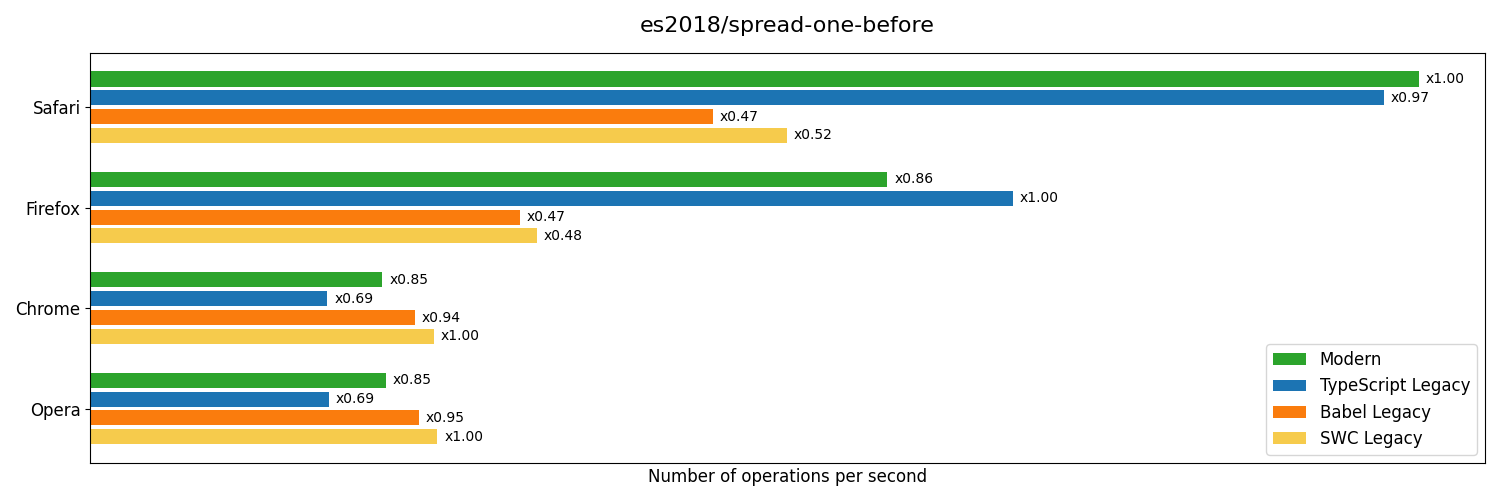 es2018/spread-one-before
Safari
x1.00
x0.97
x0.47
x0.52
Firefox
x0.86
x1.00
x0.47
x0.48
Chrome
x0.85
x0.69
x0.94
x1.00
Opera
x0.85
x0.69
x0.95
x1.00
Modern
TypeScript Legacy
Babel Legacy
SWC Legacy
Number of operations per second